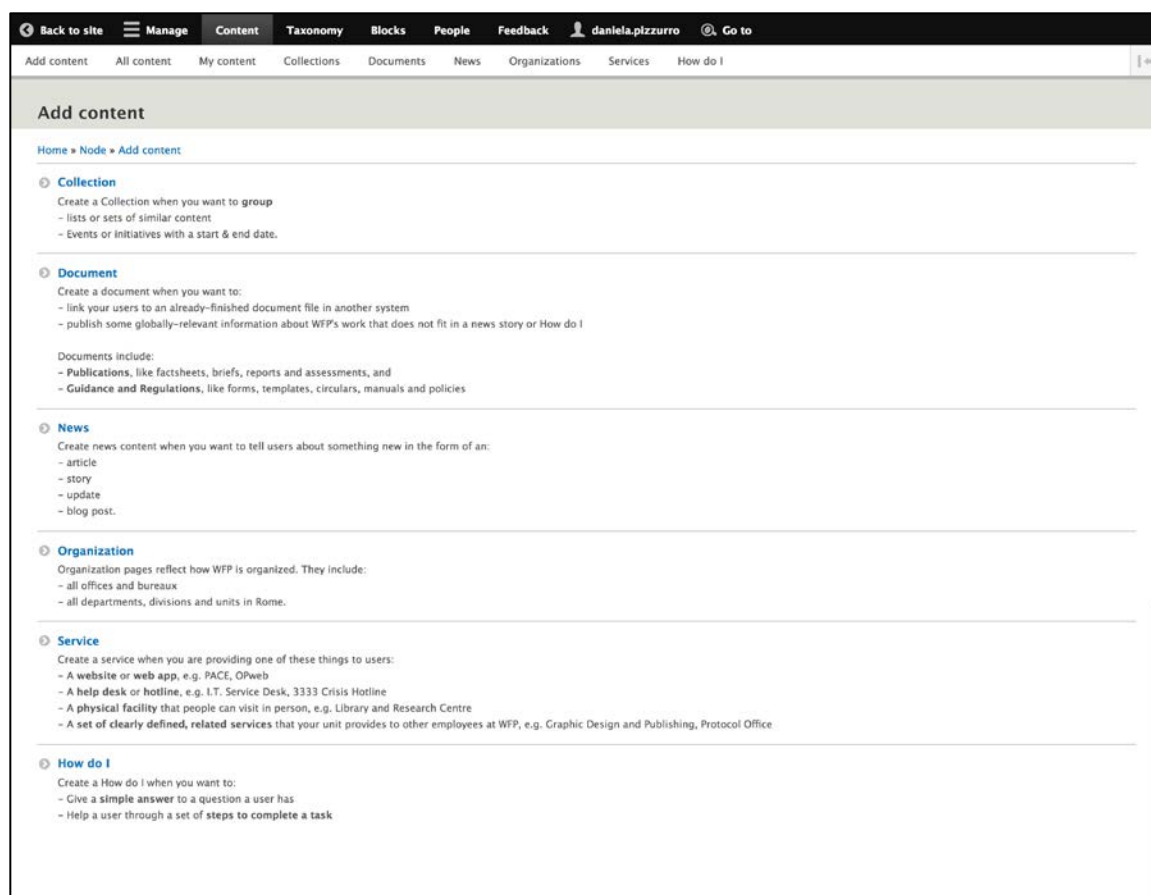 Back to site Manage Content Taxonomy Blocks People Feedback daniela.pizzurro Go to
Add content All content My content Collections Documents News Organizations Services How do I
Add content
Home » Node » Add content
Collection
Create a Collection when you want to group
– lists or sets of similar content
– Events or Initiatives with a start & end date.
Document
Create a document when you want to:
– link your users to an already-finished document file in another system
– publish some globally-relevant information about WFP's work that does not fit in a news story or How do I
Documents include:
– Publications, like factsheets, briefs, reports and assessments, and
– Guidance and Regulations, like forms, templates, circulars, manuals and policies
News
Create news content when you want to tell users about something new in the form of an:
– article
– story
– update
– blog post.
Organization
Organization pages reflect how WFP is organized. They include:
– all offices and bureaux
– all departments, divisions and units in Rome.
Service
Create a service when you are providing one of these things to users:
– A website or web app, e.g. PACE, OPweb
– A help desk or hotline, e.g. I.T. Service Desk, 3333 Crisis Hotline
– A physical facility that people can visit in person, e.g. Library and Research Centre
– A set of clearly defined, related services that your unit provides to other employees at WFP, e.g. Graphic Design and Publishing, Protocol Office
How do I
Create a How do I when you want to:
– Give a simple answer to a question a user has
– Help a user through a set of steps to complete a task